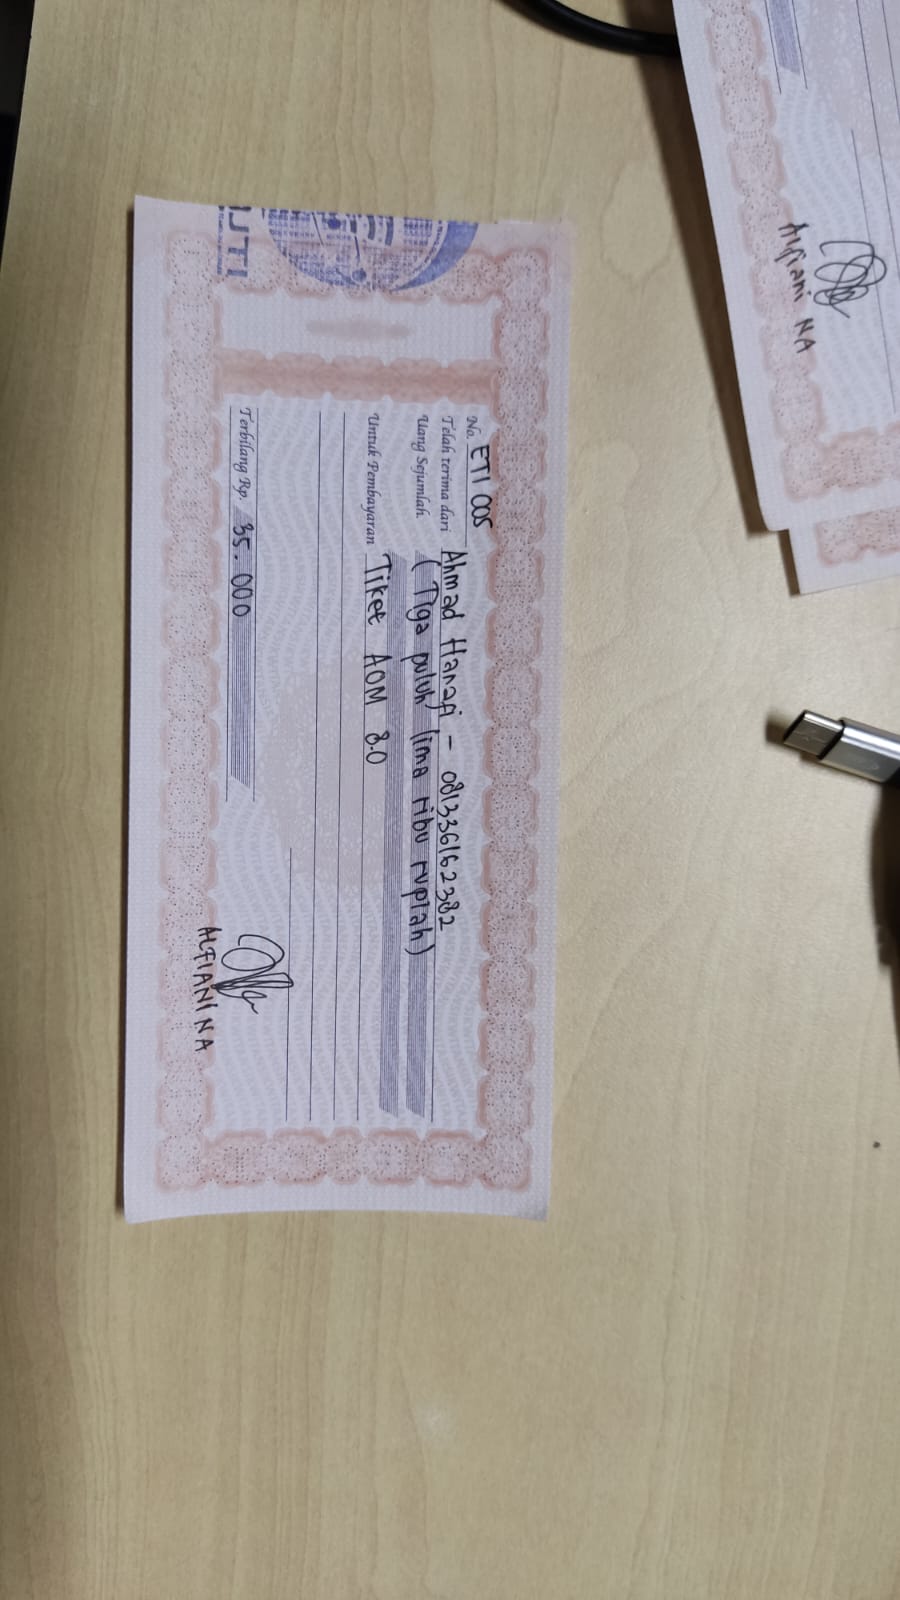 No. ETI 005
Telah terima dari Ahmad Hanafi - 081336162382
Uang Sejumlah (Tiga puluh lima ribu rupiah)
Untuk Pembayaran Tiket AOM 8.0
Terbilang Rp. 35.000
ALFIANI NA
Alfiani NA